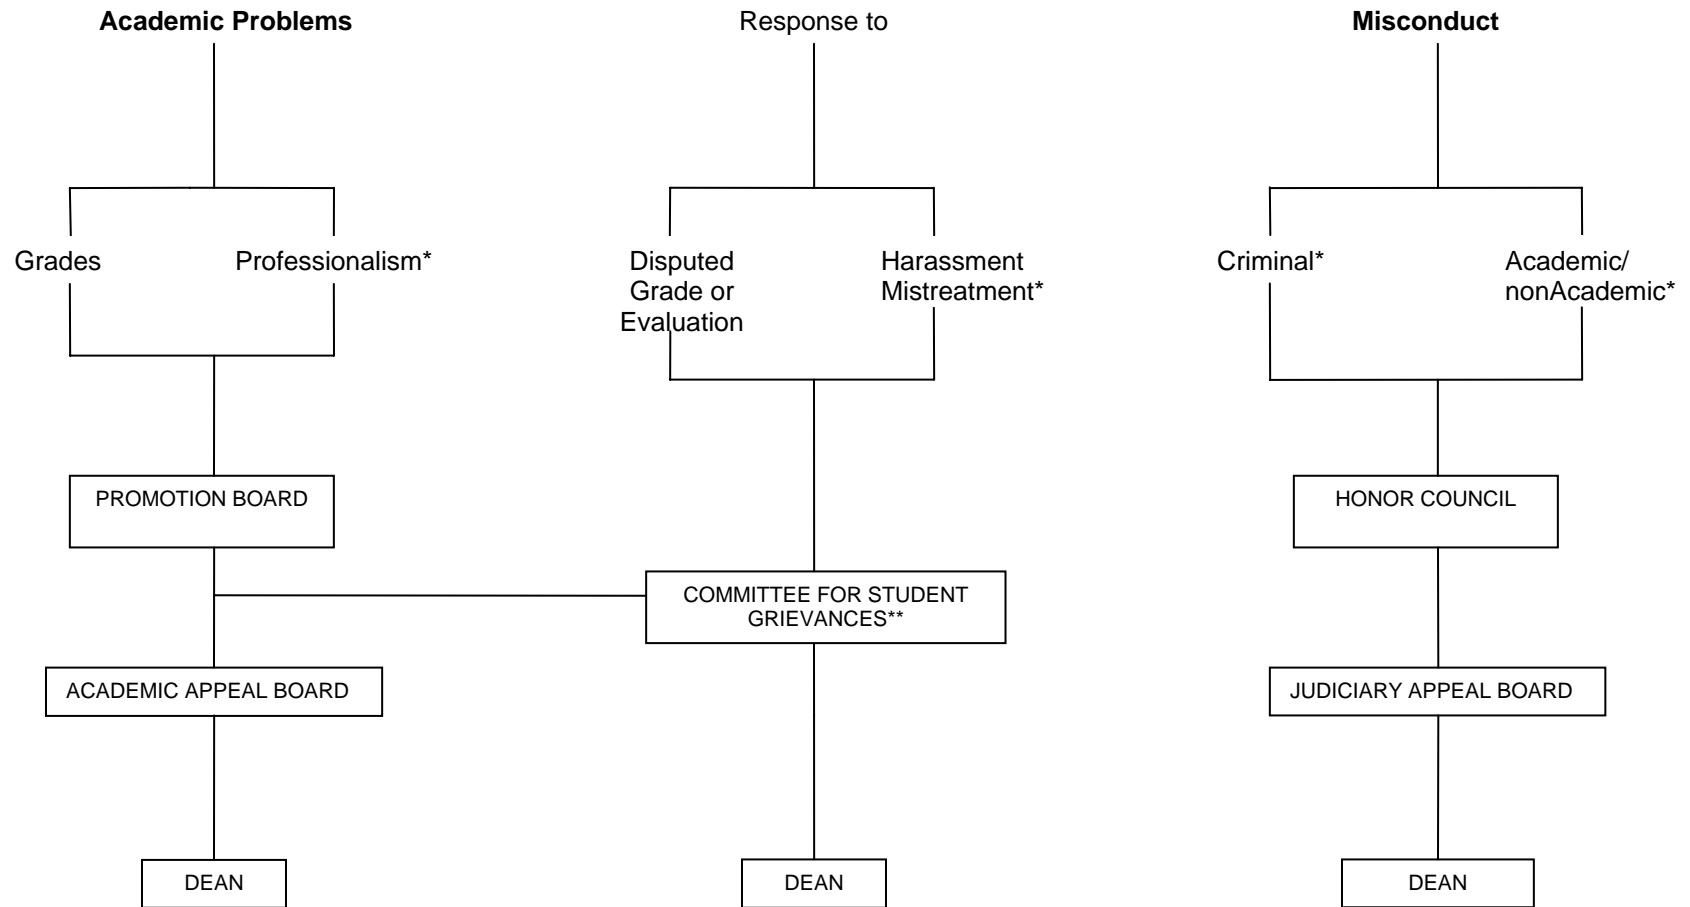 Academic Problems
Response to
Misconduct
Grades
Professionalism*
Disputed
Grade or
Evaluation
Harassment
Mistreatment*
Criminal*
Academic/
nonAcademic*
PROMOTION BOARD
HONOR COUNCIL
COMMITTEE FOR STUDENT
GRIEVANCES**
ACADEMIC APPEAL BOARD
JUDICIARY APPEAL BOARD
DEAN
DEAN
DEAN